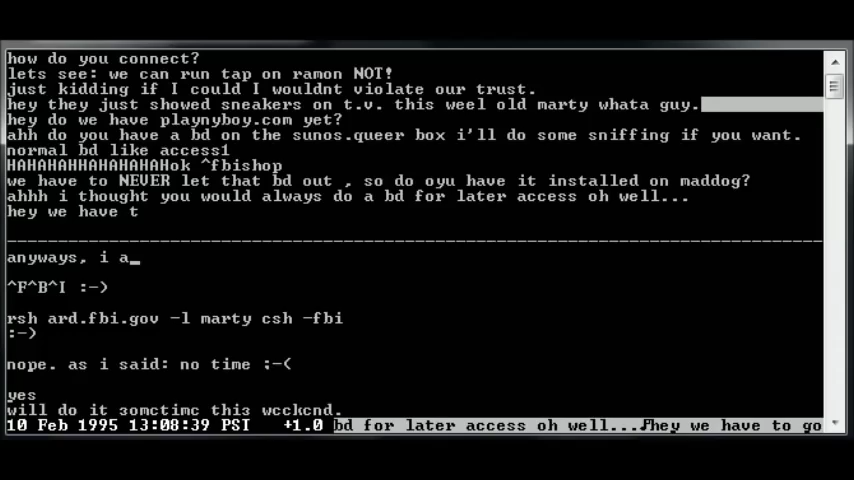 how do you connect?
lets see: we can run tap on ramon NOT!
just kidding if I could I wouldnt violate our trust.
hey they just showed sneakers on t.v. this weel old marty whata guy.
hey do we have playnyboy.com yet?
ahh do you have a bd on the sunos.queer box i'll do some sniffing if you want.
normal bd like access1
HAHAHAHHAHAHAHAHok ^fbishop
we have to NEVER let that bd out , so do oyu have it installed on maddog?
ahhh i thought you would always do a bd for later access oh well...
hey we have t
anyways, i a_
^F^B^I :-)
rsh ard.fbi.gov -l marty csh -fbi
:-)
nope. as i said: no time ;-(
yes
will do it sometime this weekend.
10 Feb 1995 13:08:39 PST +1.0 bd for later access oh well... hey we have to go